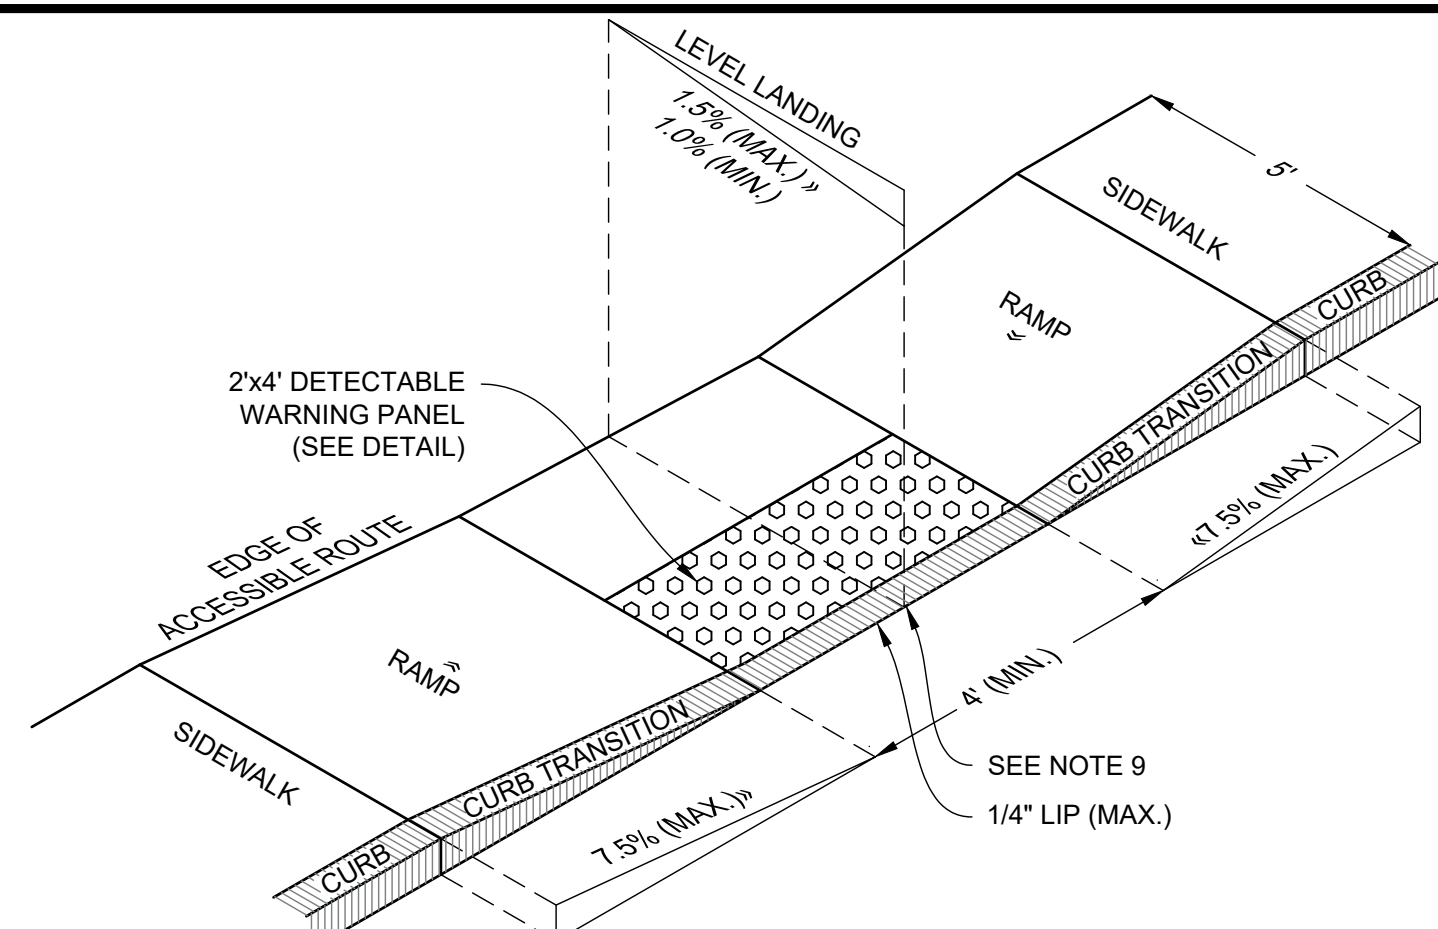 LEVEL LANDING
1.5% (MAX.) »
1.0% (MIN.)
5'
SIDEWALK
RAMP
»
CURB
CURB TRANSITION
2'x4' DETECTABLE
WARNING PANEL
(SEE DETAIL)
«7.5% (MAX.)
EDGE OF
ACCESSIBLE ROUTE
RAMP
»
4' (MIN.)
SIDEWALK
CURB TRANSITION
SEE NOTE 9
1/4" LIP (MAX.)
7.5% (MAX.)»
CURB